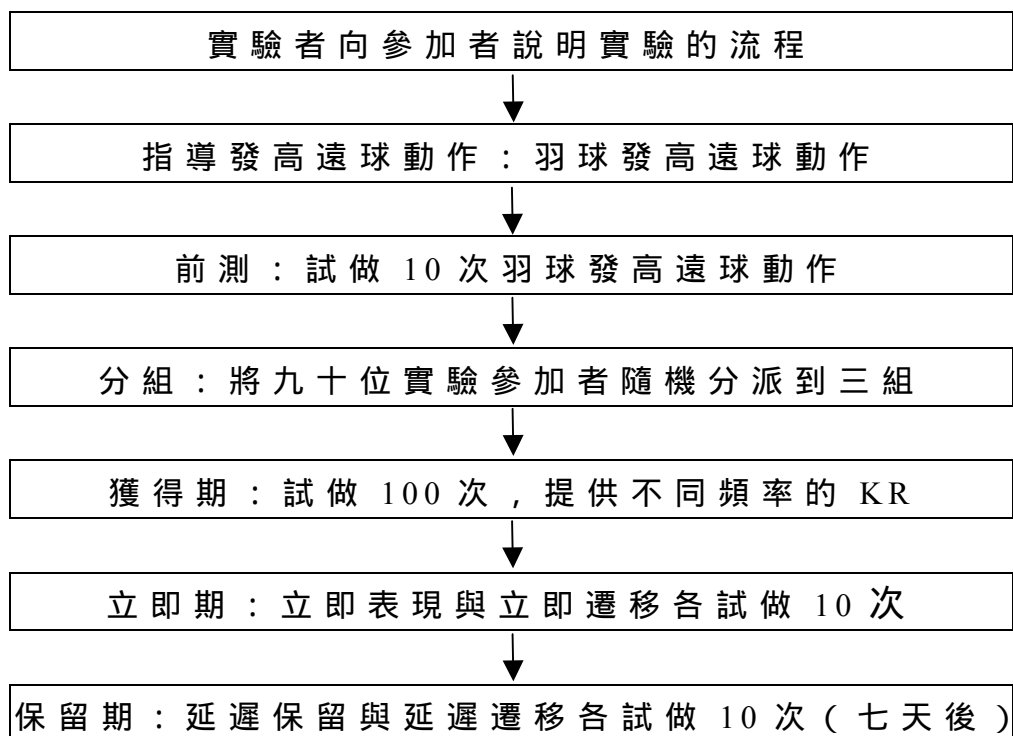 實驗者向參加者說明實驗的流程
指導發高遠球動作：羽球發高遠球動作
前測：試做 10 次羽球發高遠球動作
分組：將九十位實驗參加者隨機分派到三組
獲得期：試做 100 次，提供不同頻率的 KR
立即期：立即表現與立即遷移各試做 10 次
保留期：延遲保留與延遲遷移各試做 10 次（七天後）